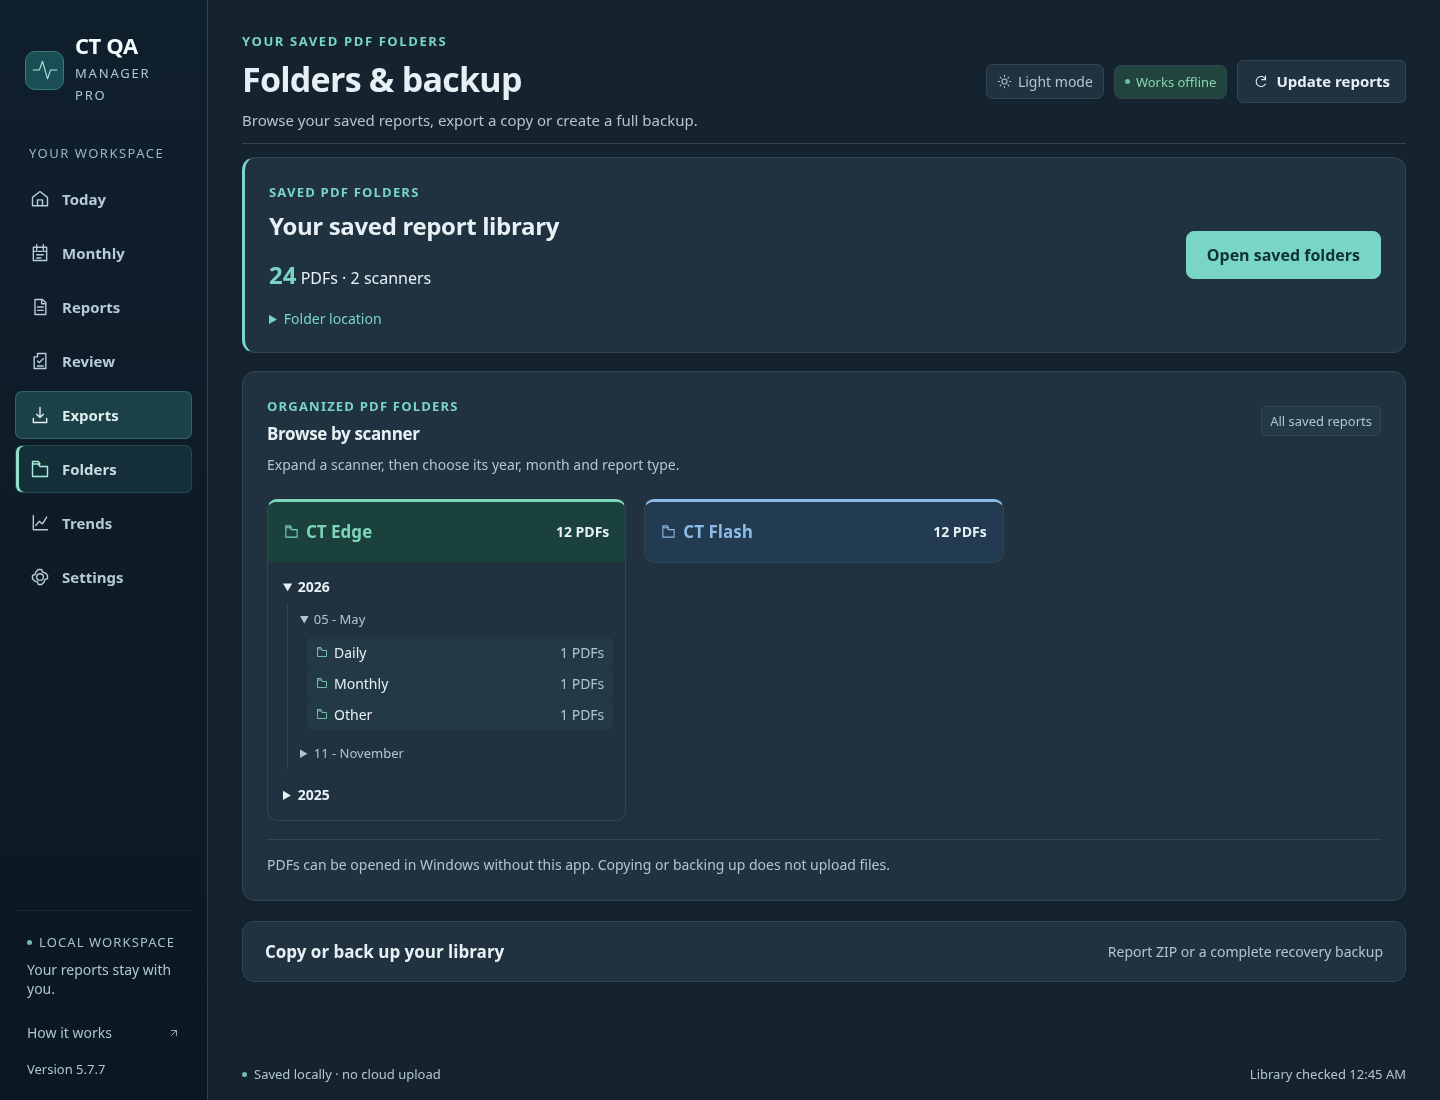 CT QA
MANAGER
PRO
YOUR WORKSPACE
Today
Monthly
Reports
Review
Exports
Folders
Trends
Settings
LOCAL WORKSPACE
Your reports stay with
you.
How it works
Version 5.7.7
YOUR SAVED PDF FOLDERS
Folders & backup
Browse your saved reports, export a copy or create a full backup.
Light mode
Works offline
Update reports
SAVED PDF FOLDERS
Your saved report library
24 PDFs · 2 scanners
Folder location
Open saved folders
ORGANIZED PDF FOLDERS
Browse by scanner
Expand a scanner, then choose its year, month and report type.
All saved reports
CT Edge 12 PDFs
2026
05 - May
Daily 1 PDFs
Monthly 1 PDFs
Other 1 PDFs
11 - November
2025
CT Flash 12 PDFs
PDFs can be opened in Windows without this app. Copying or backing up does not upload files.
Copy or back up your library
Report ZIP or a complete recovery backup
Saved locally · no cloud upload
Library checked 12:45 AM